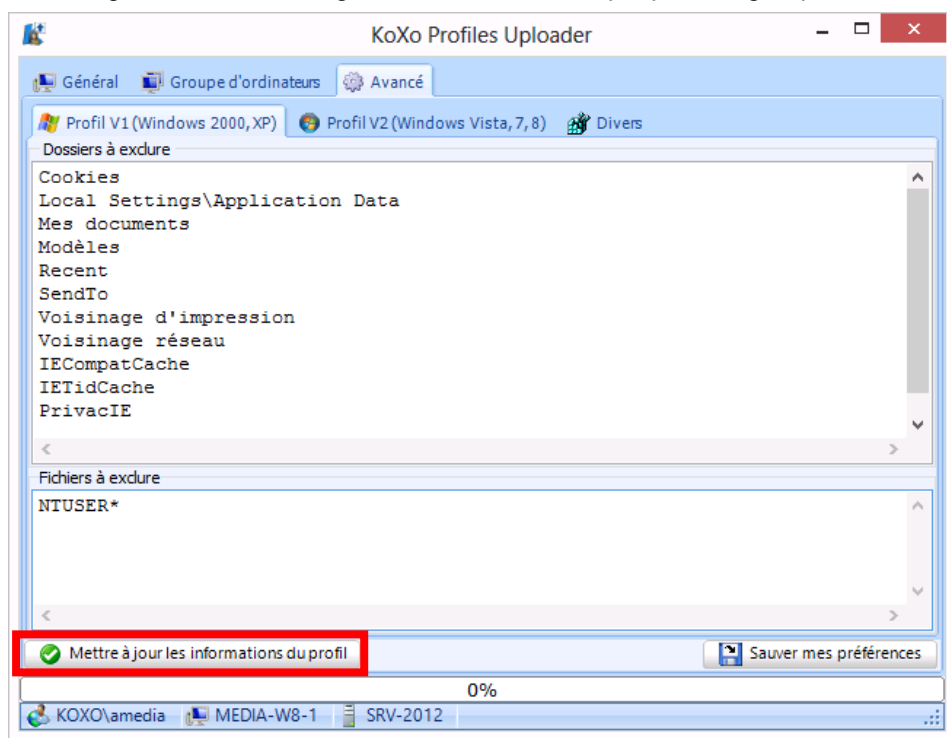 KoXo Profiles Uploader
Général Groupe d'ordinateurs Avancé
Profil V1 (Windows 2000, XP) Profil V2 (Windows Vista, 7, 8) Divers
Dossiers à exclure
Cookies
Local Settings\Application Data
Mes documents
Modèles
Recent
SendTo
Voisinage d'impression
Voisinage réseau
IECompatCache
IETldCache
PrivacIE
Fichiers à exclure
NTUSER*
Mettre à jour les informations du profil Sauver mes préférences
0%
KOXO\amedia MEDIA-W8-1 SRV-2012